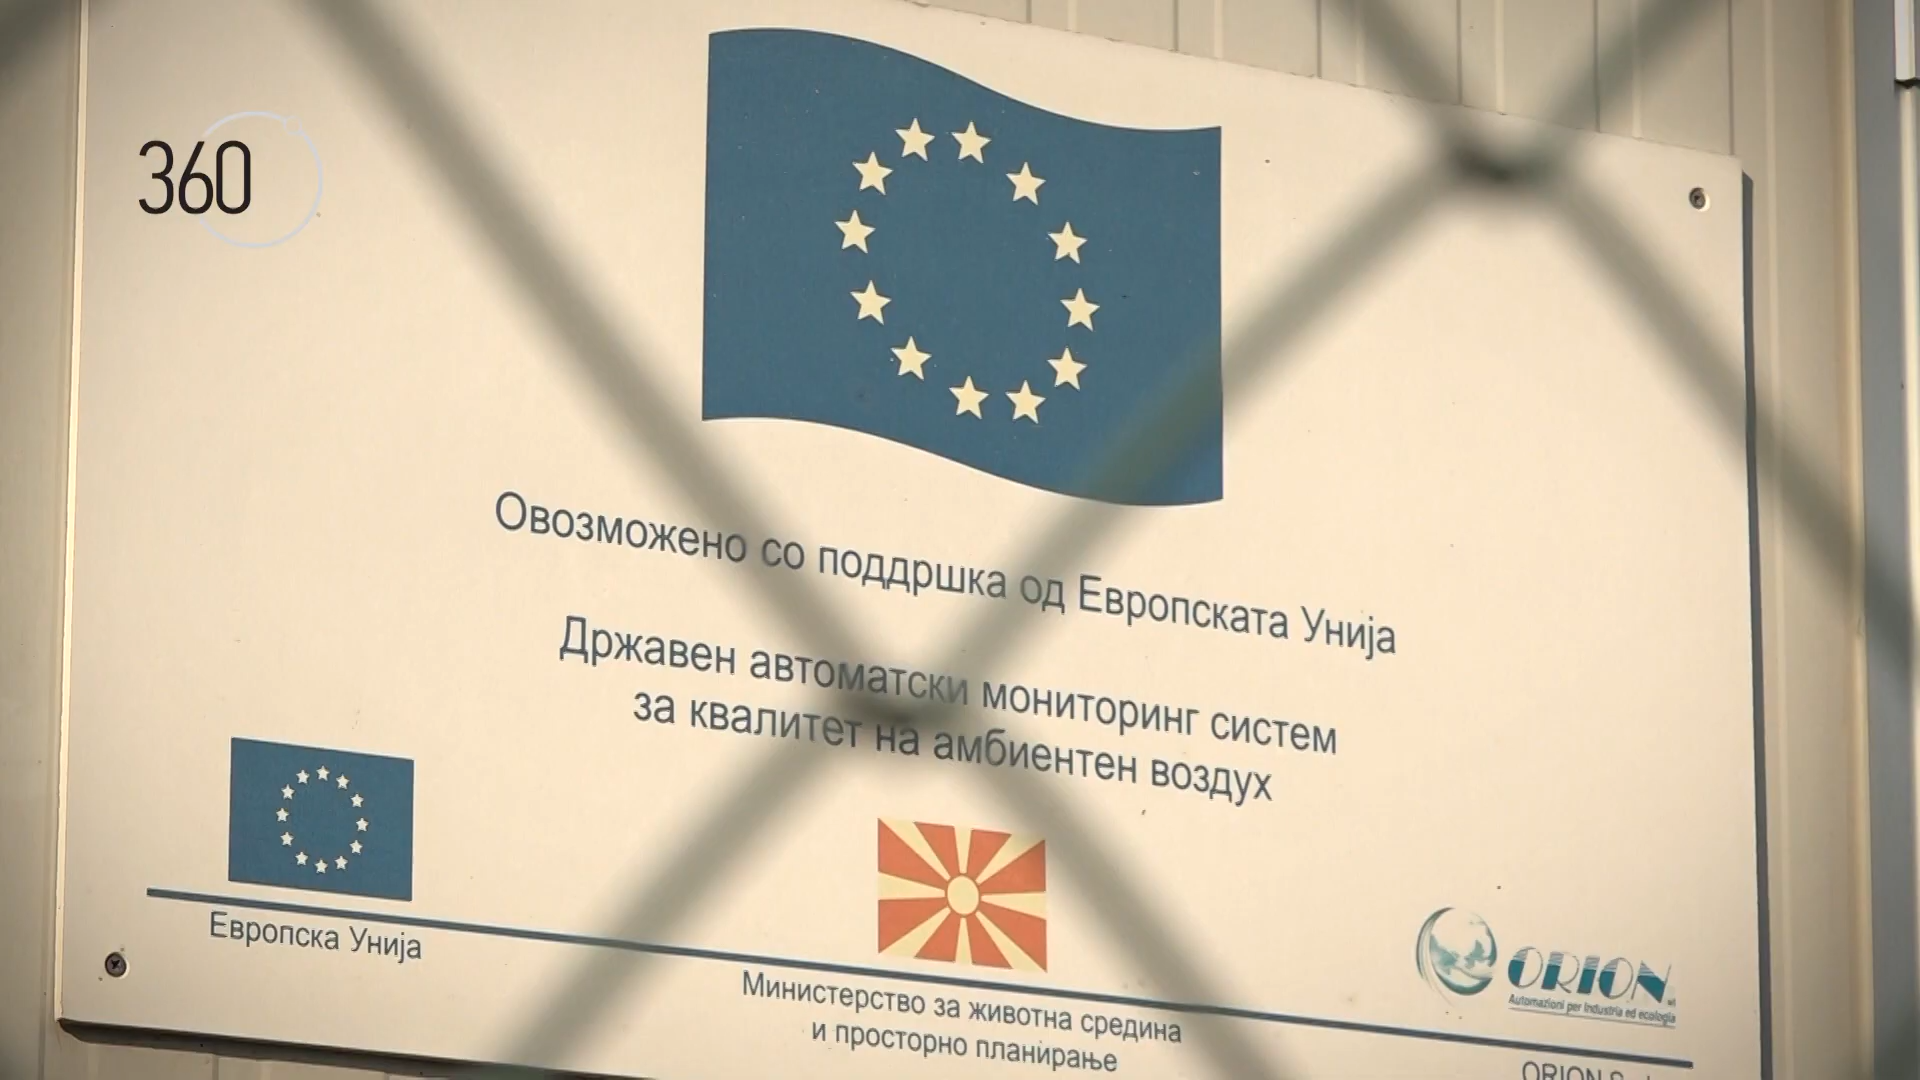 360
Овозможено со поддршка од Европската Унија
Државен автоматски мониторинг систем
за квалитет на амбиентен воздух
Европска Унија
Министерство за животна средина
и просторно планирање
ORION srl
Automazioni per Industria ed ecologia
ORION